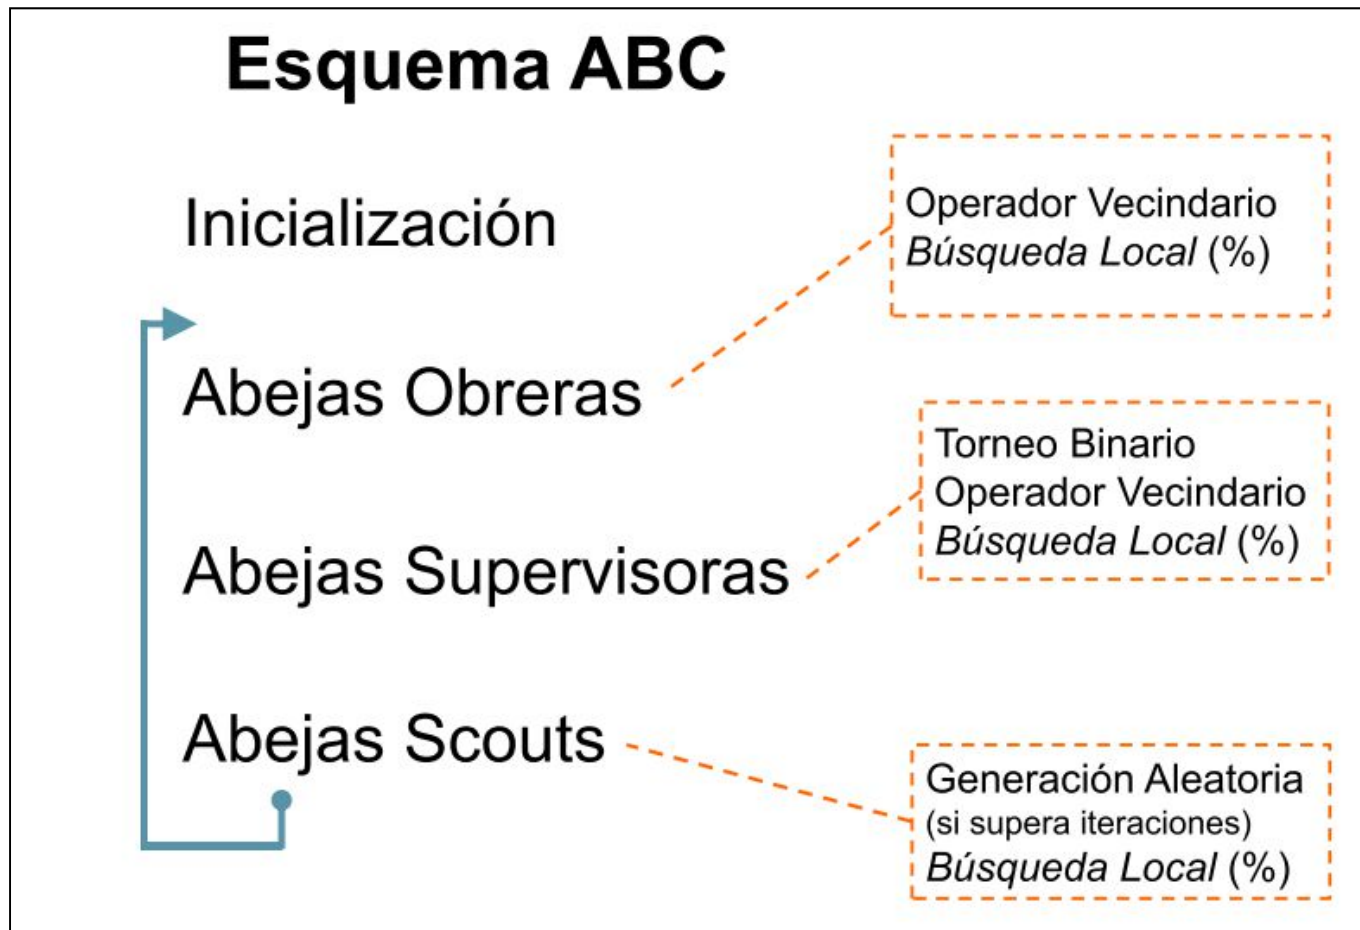 Esquema ABC
Inicialización
Operador Vecindario
Búsqueda Local (%)
Abejas Obreras
Torneo Binario
Operador Vecindario
Búsqueda Local (%)
Abejas Supervisoras
Abejas Scouts
Generación Aleatoria
(si supera iteraciones)
Búsqueda Local (%)